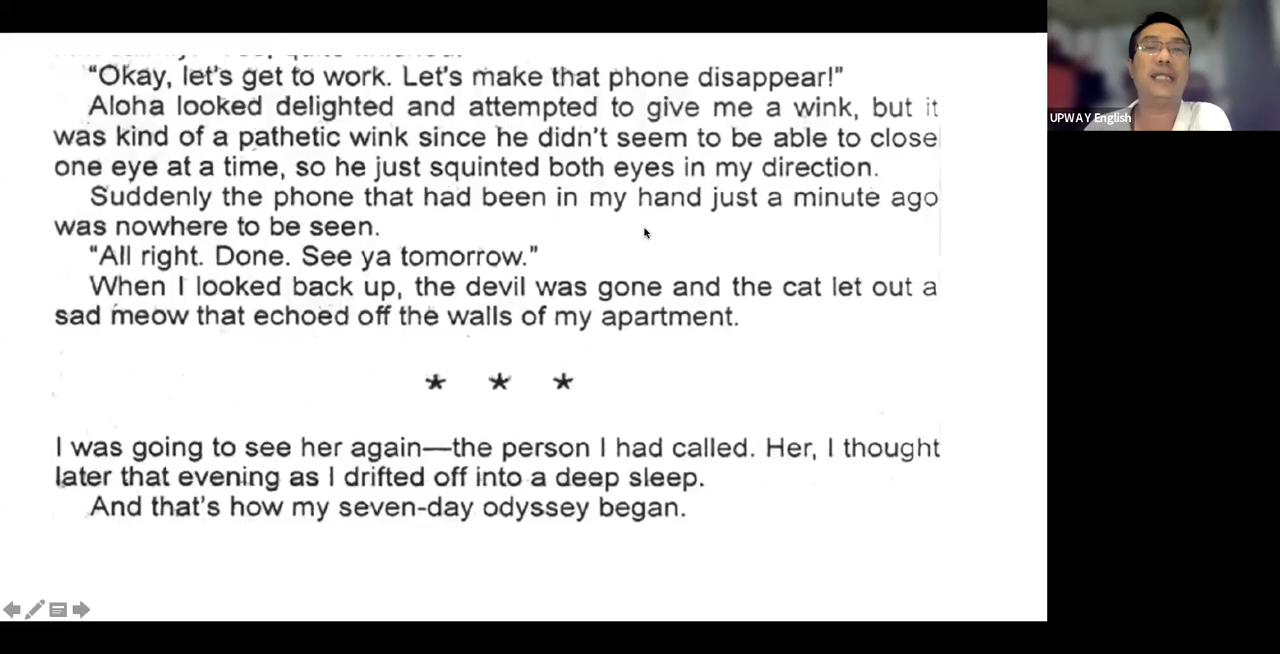 “Okay, let's get to work. Let's make that phone disappear!”
Aloha looked delighted and attempted to give me a wink, but it
was kind of a pathetic wink since he didn't seem to be able to close
one eye at a time, so he just squinted both eyes in my direction.
Suddenly the phone that had been in my hand just a minute ago
was nowhere to be seen.
“All right. Done. See ya tomorrow.”
When I looked back up, the devil was gone and the cat let out a
sad meow that echoed off the walls of my apartment.
* * *
I was going to see her again—the person I had called. Her, I thought
later that evening as I drifted off into a deep sleep.
And that's how my seven-day odyssey began.
UPWAY English